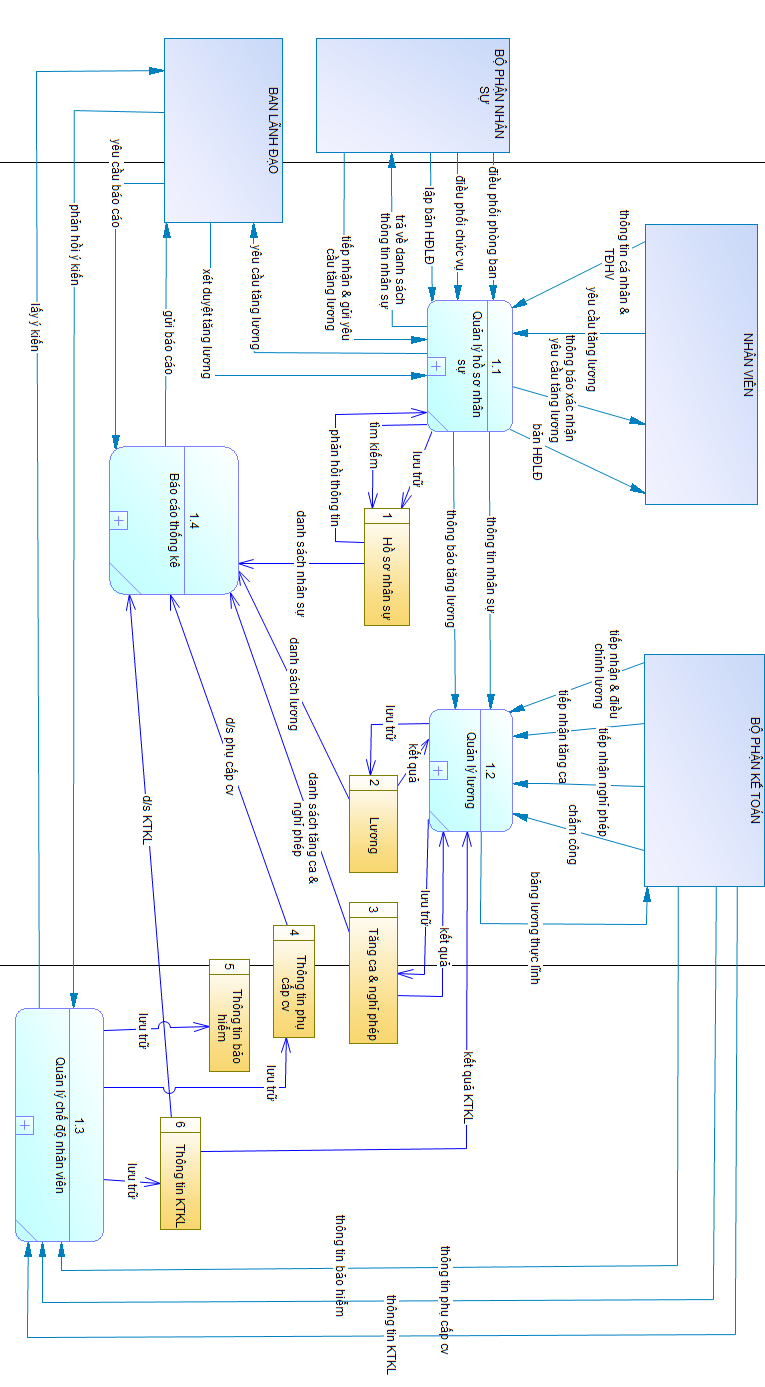 BAN LÃNH ĐẠO
BỘ PHẬN NHÂN
SỰ
NHÂN VIÊN
BỘ PHẬN KẾ TOÁN
điều phối phòng ban
điều phối chức vụ
lập bản HĐLĐ
trả về danh sách
thông tin nhân sự
tiếp nhận & gửi yêu
cầu tăng lương
yêu cầu tăng lương
xét duyệt tăng lương
gửi báo cáo
yêu cầu báo cáo
phản hồi ý kiến
lấy ý kiến
thông tin cá nhân &
TĐHV
yêu cầu tăng lương
thông báo xác nhận
yêu cầu tăng lương
bản HĐLĐ
1.1
Quản lý hồ sơ nhân
sự
lưu trữ
tìm kiếm
phản hồi thông tin
1
Hồ sơ nhân sự
danh sách nhân sự
thông tin nhân sự
thông báo tăng lương
1.4
Báo cáo thống kê
tiếp nhận & điều
chỉnh lương
tiếp nhận tăng ca
tiếp nhận nghỉ phép
chấm công
bảng lương thực lĩnh
1.2
Quản lý lương
lưu trữ
kết quả
2
Lương
danh sách lương
lưu trữ
kết quả
3
Tăng ca & nghỉ phép
danh sách tăng ca &
nghỉ phép
4
Thông tin phụ
cấp cv
d/s phụ cấp cv
5
Thông tin bảo
hiểm
d/s KTKL
6
Thông tin KTKL
kết quả KTKL
lưu trữ
lưu trữ
lưu trữ
1.3
Quản lý chế độ nhân viên
thông tin bảo hiểm
thông tin phụ cấp cv
thông tin KTKL